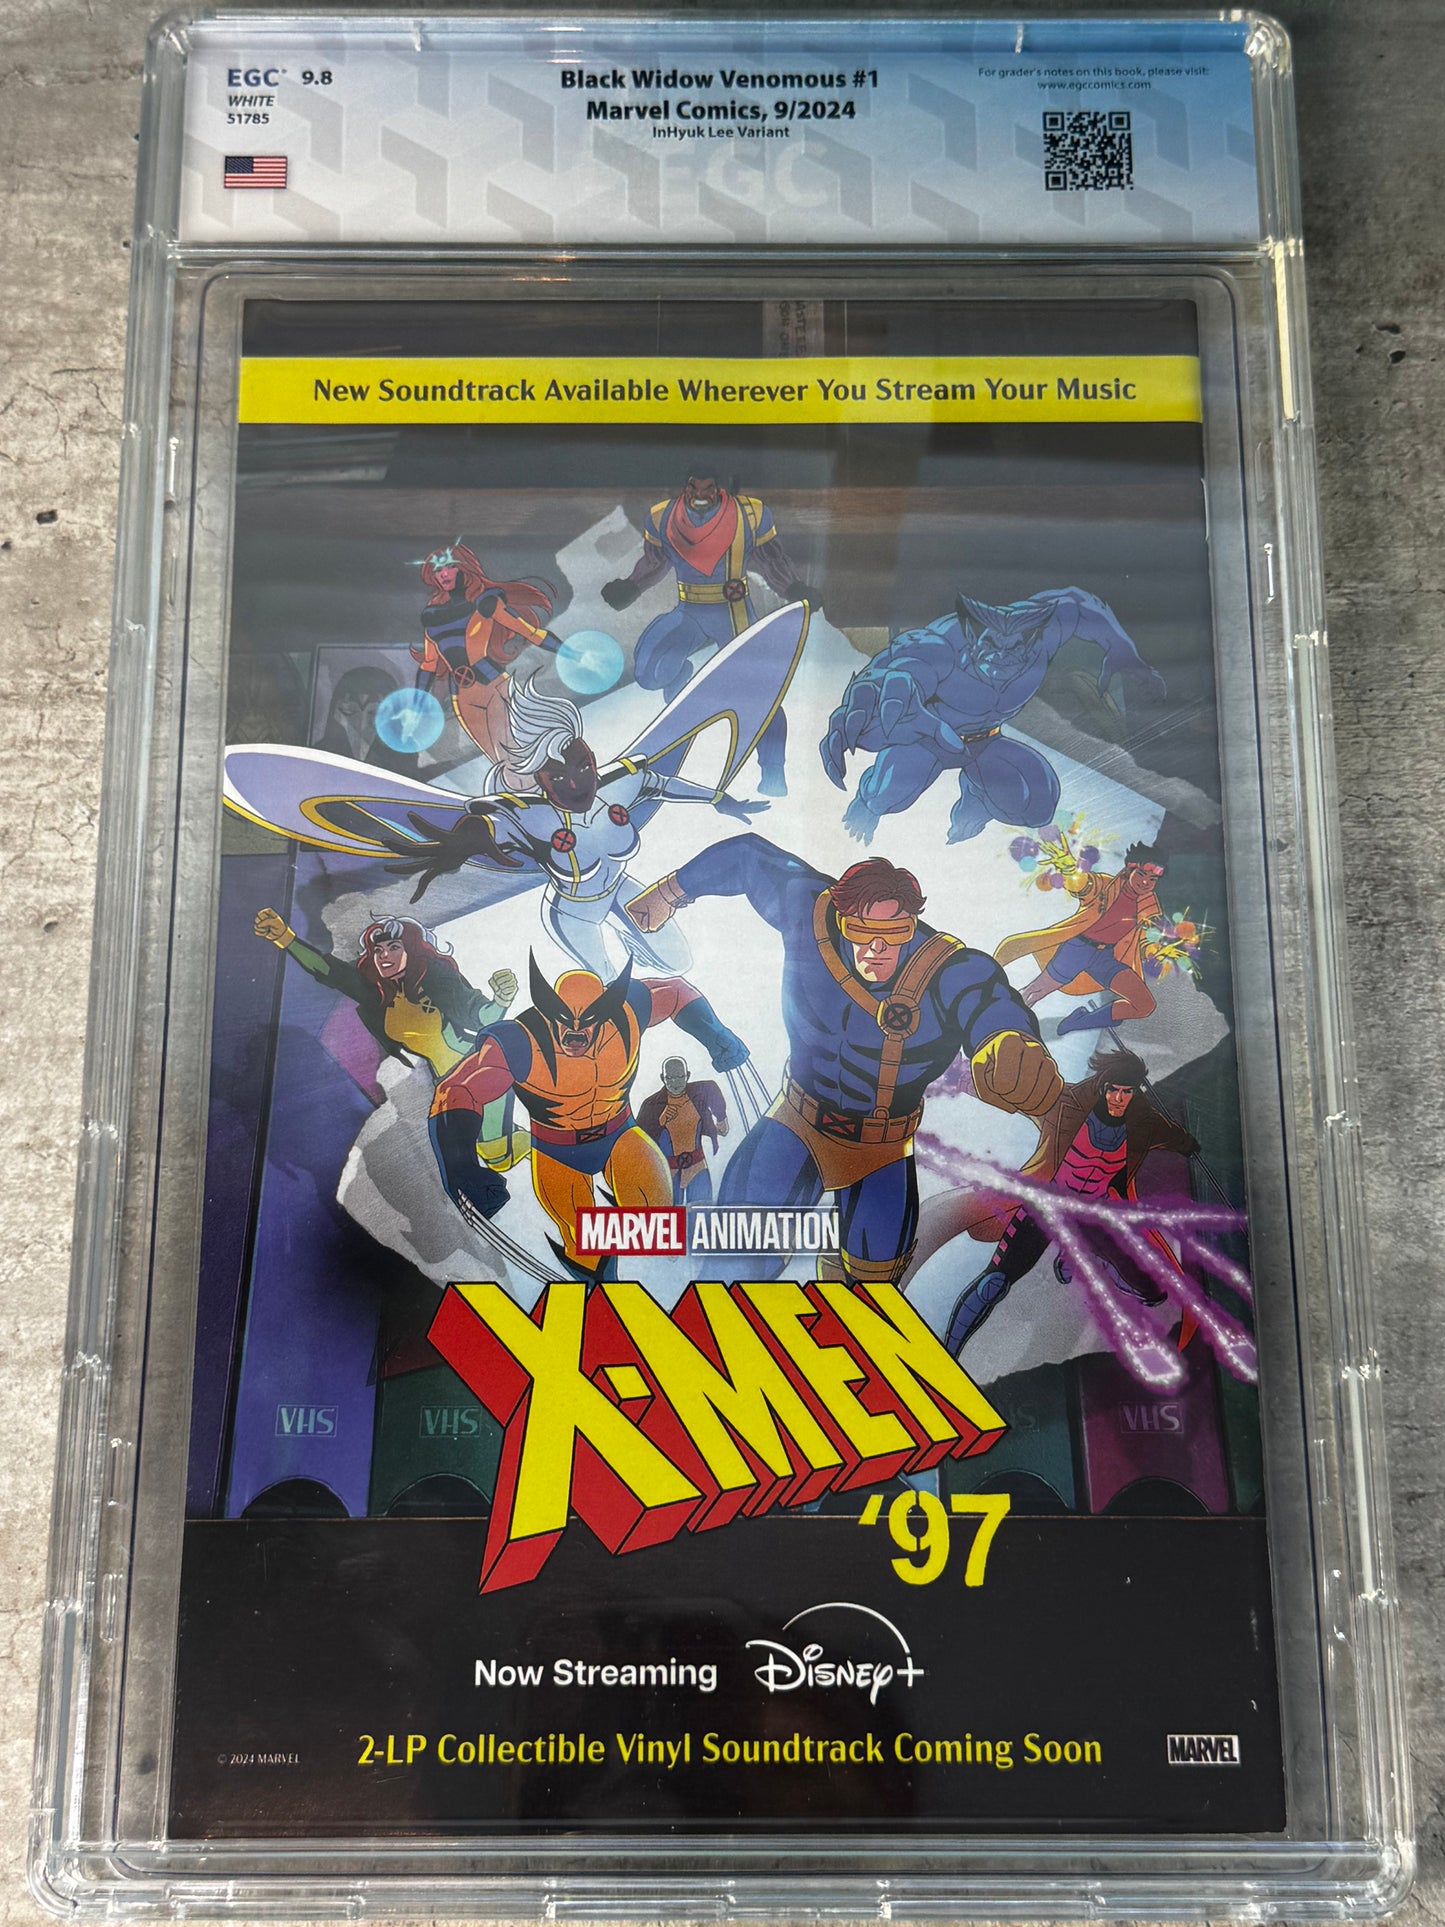 EGC® 9.8
WHITE
51785
Black Widow Venomous #1
Marvel Comics, 9/2024
InHyuk Lee Variant
For grader's notes on this book, please visit:
www.egccomics.com
EGC
New Soundtrack Available Wherever You Stream Your Music
MARVEL ANIMATION
X-MEN
'97
VHS
VHS
VHS
Now Streaming Disney+
© 2024 MARVEL
2-LP Collectible Vinyl Soundtrack Coming Soon
MARVEL